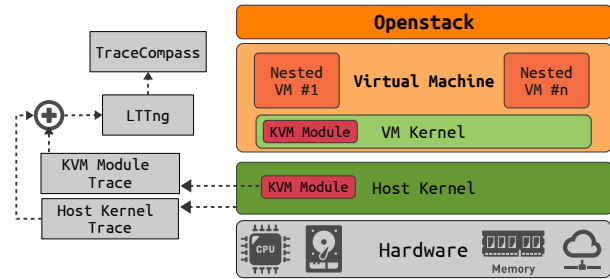 Openstack
TraceCompass
Nested
VM #1
Virtual Machine
Nested
VM #n
LTTng
KVM Module
VM Kernel
KVM Module
Trace
KVM Module
Host Kernel
Host Kernel
Trace
CPU
Hardware
Memory